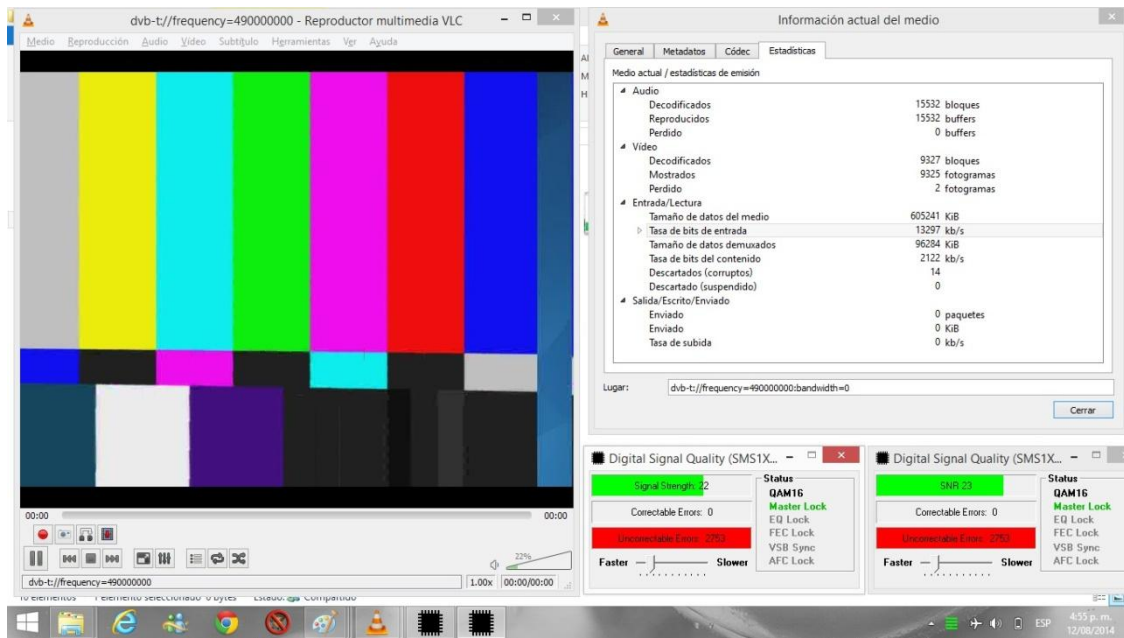 dvb-t://frequency=490000000 - Reproductor multimedia VLC
Medio Reproducción Audio Vídeo Subtítulo Herramientas Ver Ayuda
00:00 00:00
22%
dvb-t://frequency=490000000 1.00x 00:00/00:00
Información actual del medio
General Metadatos Códec Estadísticas
Medio actual / estadísticas de emisión
Audio
Decodificados 15532 bloques
Reproducidos 15532 buffers
Perdido 0 buffers
Vídeo
Decodificados 9327 bloques
Mostrados 9325 fotogramas
Perdido 2 fotogramas
Entrada/Lectura
Tamaño de datos del medio 605241 KiB
Tasa de bits de entrada 13297 kb/s
Tamaño de datos demuxados 96284 KiB
Tasa de bits del contenido 2122 kb/s
Descartados (corruptos) 14
Descartado (suspendido) 0
Salida/Escrito/Enviado
Enviado 0 paquetes
Enviado 0 KiB
Tasa de subida 0 kb/s
Lugar: dvb-t://frequency=490000000:bandwidth=0
Cerrar
Digital Signal Quality (SMS1X...
Signal Strength: 22
Correctable Errors: 0
Uncorrectable Errors: 2753
Faster Slower
Status
QAM16
Master Lock
EQ Lock
FEC Lock
VSB Sync
AFC Lock
Digital Signal Quality (SMS1X...
SNR 23
Correctable Errors: 0
Uncorrectable Errors: 2753
Faster Slower
Status
QAM16
Master Lock
EQ Lock
FEC Lock
VSB Sync
AFC Lock
10 elementos 1 elemento seleccionado 0 bytes Estado: Compartido
ESP 4:55 p. m.
12/08/2014